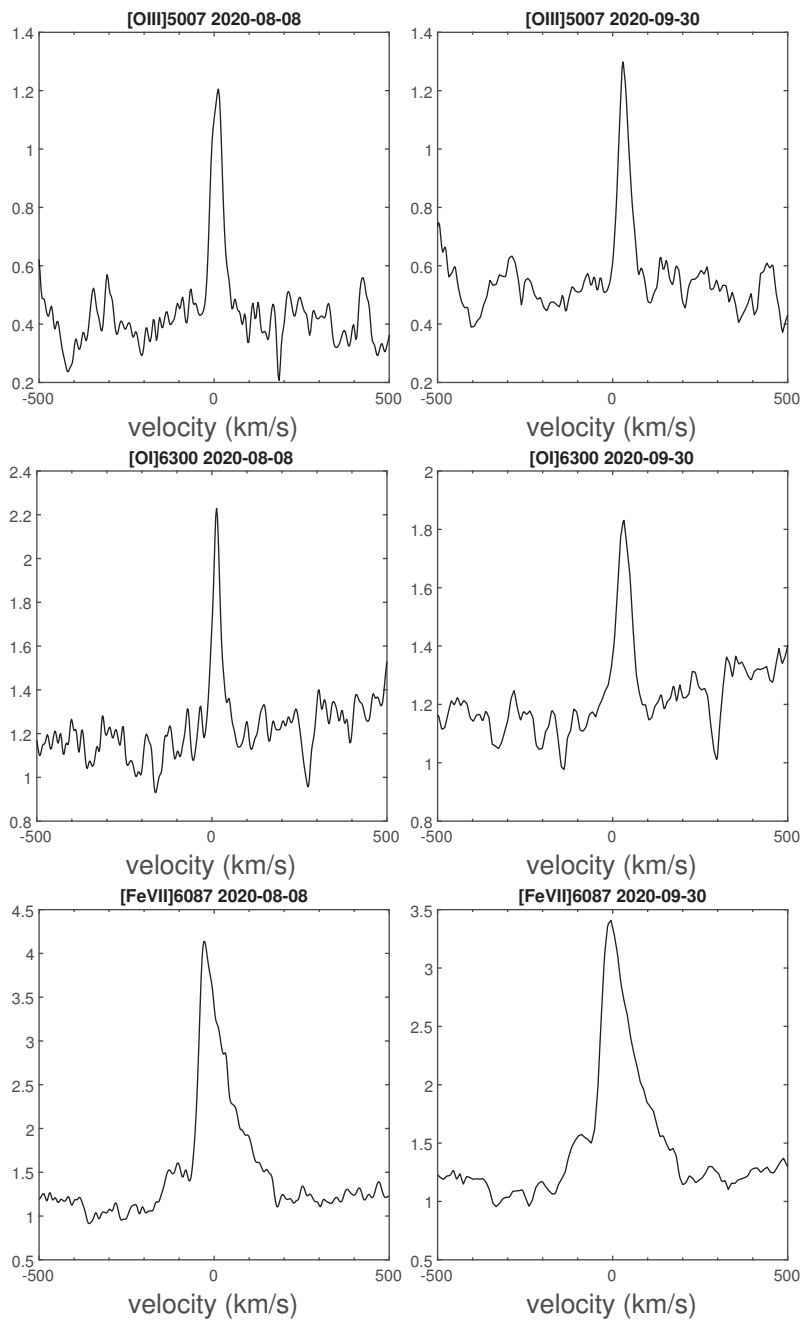 [OIII]5007 2020-08-08
1.4
1.2
1
0.8
0.6
0.4
0.2
-500 0 500
velocity (km/s)
[OIII]5007 2020-09-30
1.4
1.2
1
0.8
0.6
0.4
0.2
-500 0 500
velocity (km/s)
[OI]6300 2020-08-08
2.4
2.2
2
1.8
1.6
1.4
1.2
1
0.8
-500 0 500
velocity (km/s)
[OI]6300 2020-09-30
2
1.8
1.6
1.4
1.2
1
0.8
-500 0 500
velocity (km/s)
[FeVII]6087 2020-08-08
4.5
4
3.5
3
2.5
2
1.5
1
0.5
-500 0 500
velocity (km/s)
[FeVII]6087 2020-09-30
3.5
3
2.5
2
1.5
1
0.5
-500 0 500
velocity (km/s)